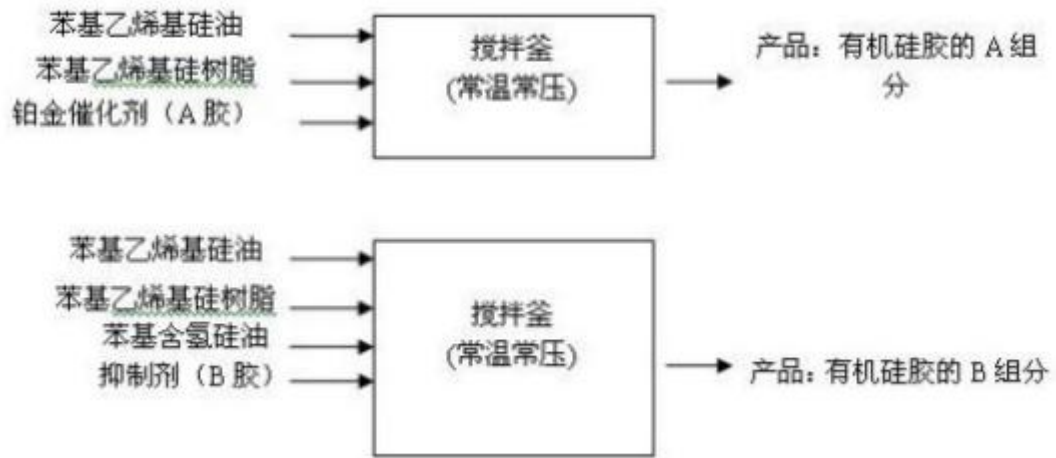 苯基乙烯基硅油
苯基乙烯基硅树脂
铂金催化剂（A 胶）
搅拌釜
(常温常压)
产品：有机硅胶的 A 组
分
苯基乙烯基硅油
苯基乙烯基硅树脂
苯基含氢硅油
抑制剂（B 胶）
搅拌釜
(常温常压)
产品：有机硅胶的 B 组分